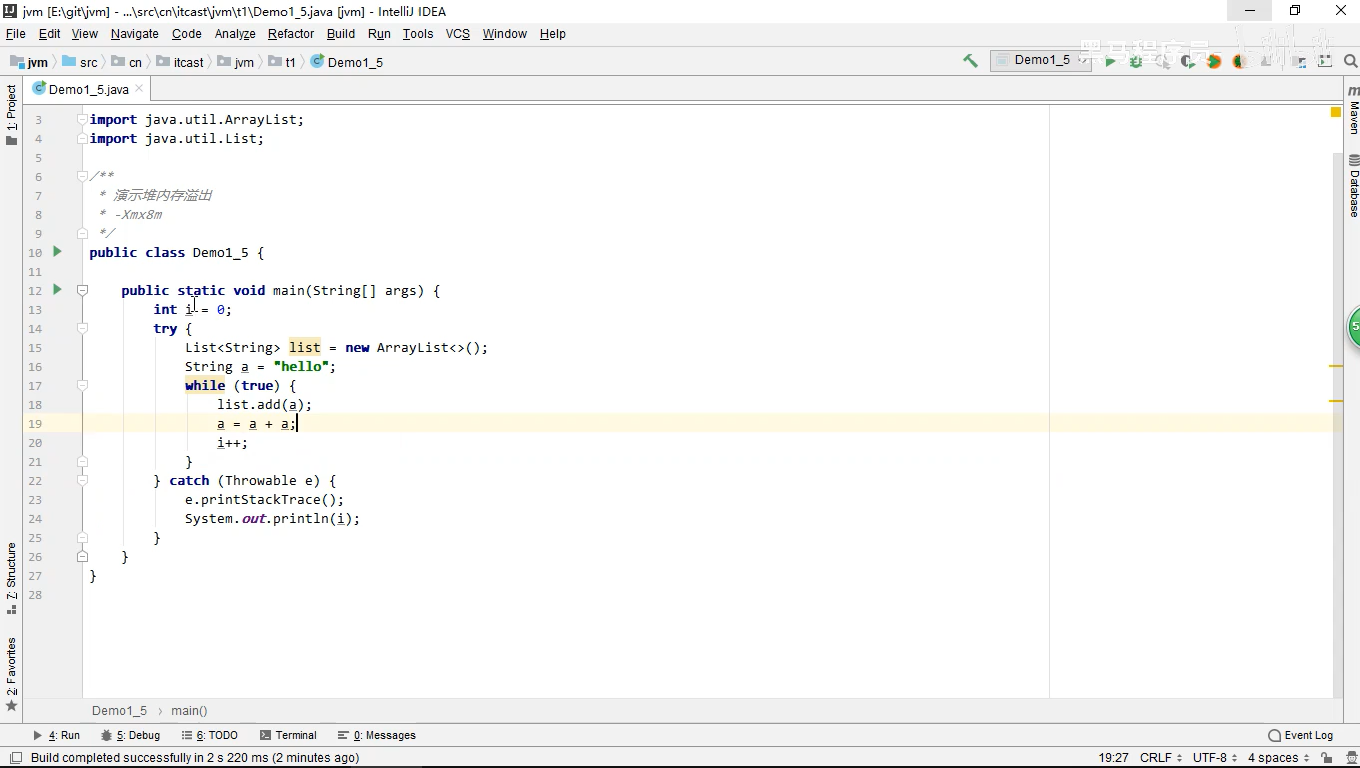 jvm [E:\git\jvm] - ...\src\cn\itcast\jvm\t1\Demo1_5.java [jvm] - IntelliJ IDEA
File Edit View Navigate Code Analyze Refactor Build Run Tools VCS Window Help
jvm src cn itcast jvm t1 Demo1_5
Demo1_5
黑马程序员
Demo1_5.java
1: Project
7: Structure
2: Favorites
Maven
Database
3 import java.util.ArrayList;
4 import java.util.List;
5
6 /**
7 * 演示堆内存溢出
8 * -Xmx8m
9 */
10 public class Demo1_5 {
11
12 public static void main(String[] args) {
13 int i = 0;
14 try {
15 List<String> list = new ArrayList<>();
16 String a = "hello";
17 while (true) {
18 list.add(a);
19 a = a + a;
20 i++;
21 }
22 } catch (Throwable e) {
23 e.printStackTrace();
24 System.out.println(i);
25 }
26 }
27 }
28
5
Demo1_5 › main()
4: Run 5: Debug 6: TODO Terminal 0: Messages Event Log
Build completed successfully in 2 s 220 ms (2 minutes ago) 19:27 CRLF UTF-8 4 spaces